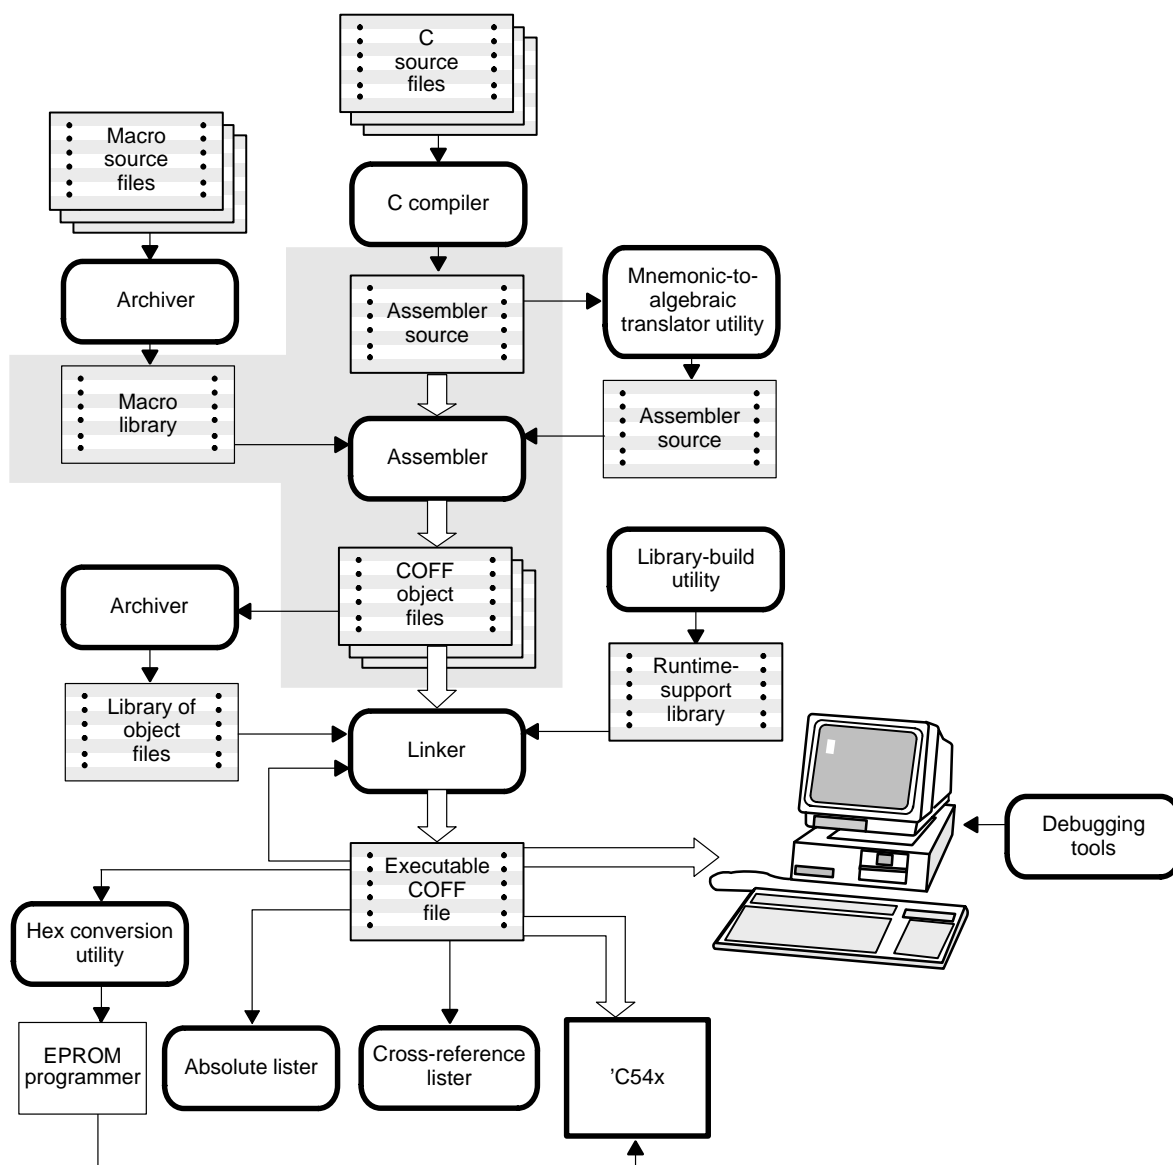 C
source
files
Macro
source
files
C compiler
Archiver
Mnemonic-to-
algebraic
translator utility
Assembler
source
Macro
library
Assembler
source
Assembler
Library-build
utility
COFF
object
files
Archiver
Runtime-
support
library
Library of
object
files
Linker
Debugging
tools
Executable
COFF
file
Hex conversion
utility
EPROM
programmer
Absolute lister
Cross-reference
lister
’C54x